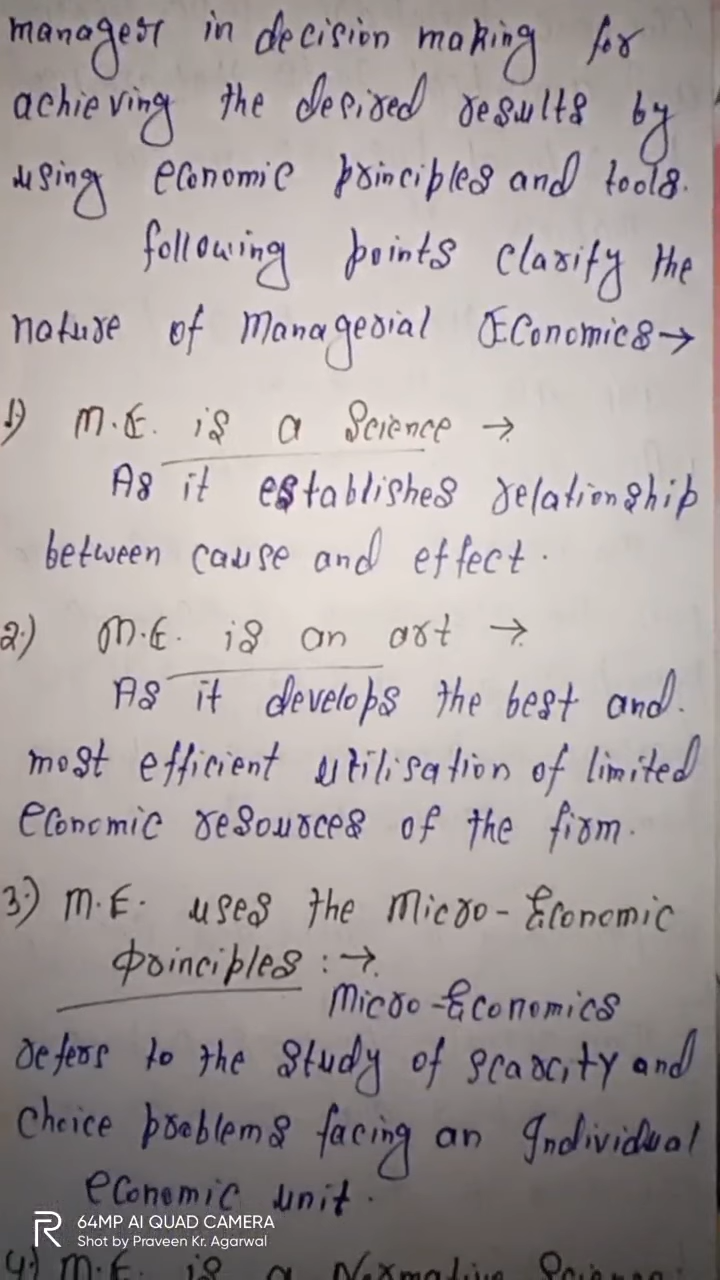 manager in decision making for
achieving the desired results by
using economic principles and tools.
following points clarify the
nature of Managerial Economics→
1) M.E. is a Science →
As it establishes relationship
between cause and effect.
2.) M.E. is an art →
As it develops the best and.
most efficient utilisation of limited
economic resources of the firm.
3.) M.E. uses the Micro-Economic
principles :→
Micro-Economics
refers to the study of scarcity and
choice problems facing an Individual
economic unit.
64MP AI QUAD CAMERA
Shot by Praveen Kr. Agarwal
4.) M.E. is a Normative Science